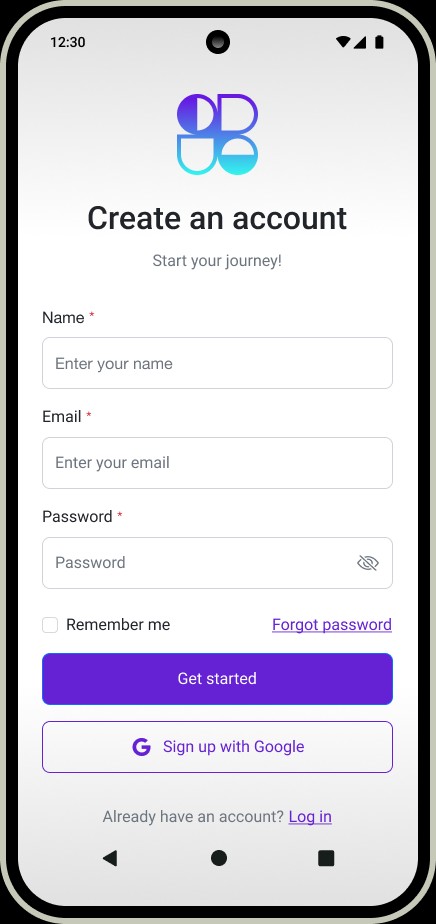 12:30
Create an account
Start your journey!
Name *
Enter your name
Email *
Enter your email
Password *
Password
Remember me Forgot password
Get started
Sign up with Google
Already have an account? Log in